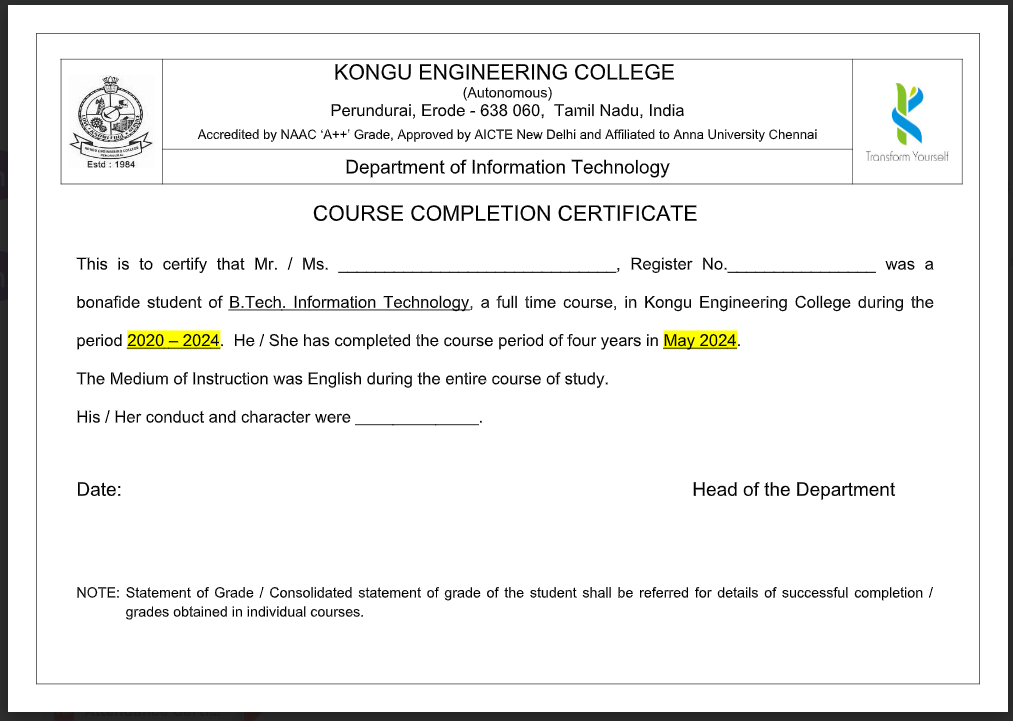 KONGU ENGINEERING COLLEGE
(Autonomous)
Perundurai, Erode - 638 060, Tamil Nadu, India
Accredited by NAAC ‘A++’ Grade, Approved by AICTE New Delhi and Affiliated to Anna University Chennai
Estd : 1984
Transform Yourself
Department of Information Technology
COURSE COMPLETION CERTIFICATE
This is to certify that Mr. / Ms. ______________________________, Register No.________________ was a
bonafide student of B.Tech. Information Technology, a full time course, in Kongu Engineering College during the
period 2020 – 2024. He / She has completed the course period of four years in May 2024.
The Medium of Instruction was English during the entire course of study.
His / Her conduct and character were ______________.
Date: Head of the Department
NOTE: Statement of Grade / Consolidated statement of grade of the student shall be referred for details of successful completion /
grades obtained in individual courses.